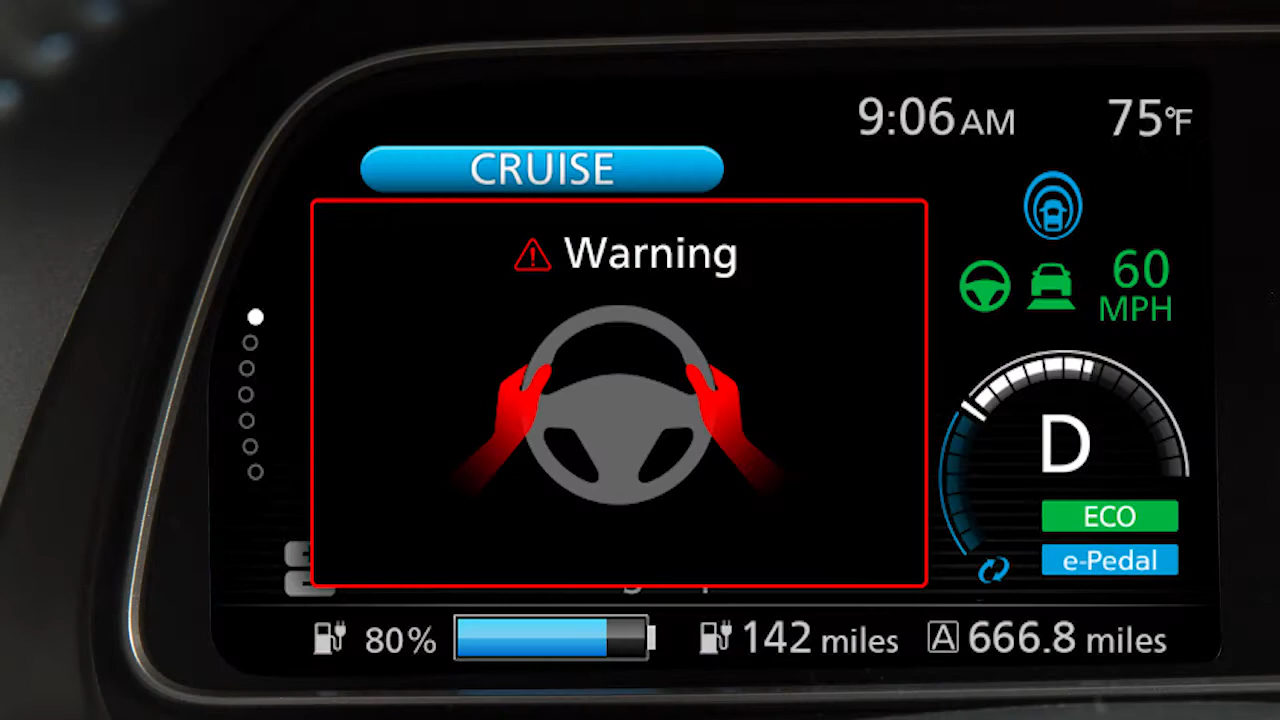 9:06 AM 75°F
CRUISE
Warning
60
MPH
D
ECO
e-Pedal
80% 142 miles A 666.8 miles